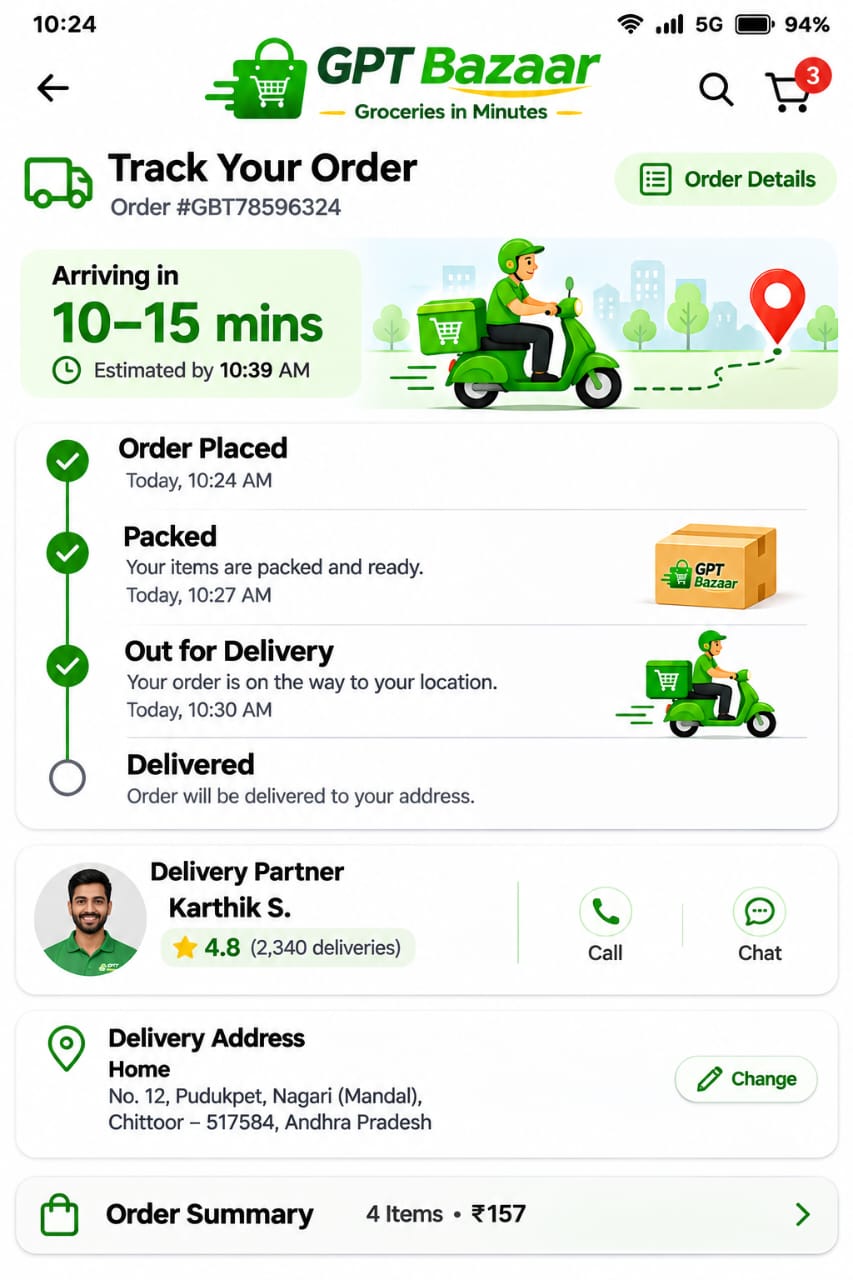 10:24
5G
94%
GPT Bazaar
Groceries in Minutes
3
Track Your Order
Order #GBT78596324
Order Details
Arriving in
10–15 mins
Estimated by 10:39 AM
Order Placed
Today, 10:24 AM
Packed
Your items are packed and ready.
Today, 10:27 AM
GPT
Bazaar
Out for Delivery
Your order is on the way to your location.
Today, 10:30 AM
Delivered
Order will be delivered to your address.
Delivery Partner
Karthik S.
4.8 (2,340 deliveries)
Call
Chat
Delivery Address
Home
No. 12, Pudukpet, Nagari (Mandal),
Chittoor – 517584, Andhra Pradesh
Change
Order Summary
4 Items • ₹157